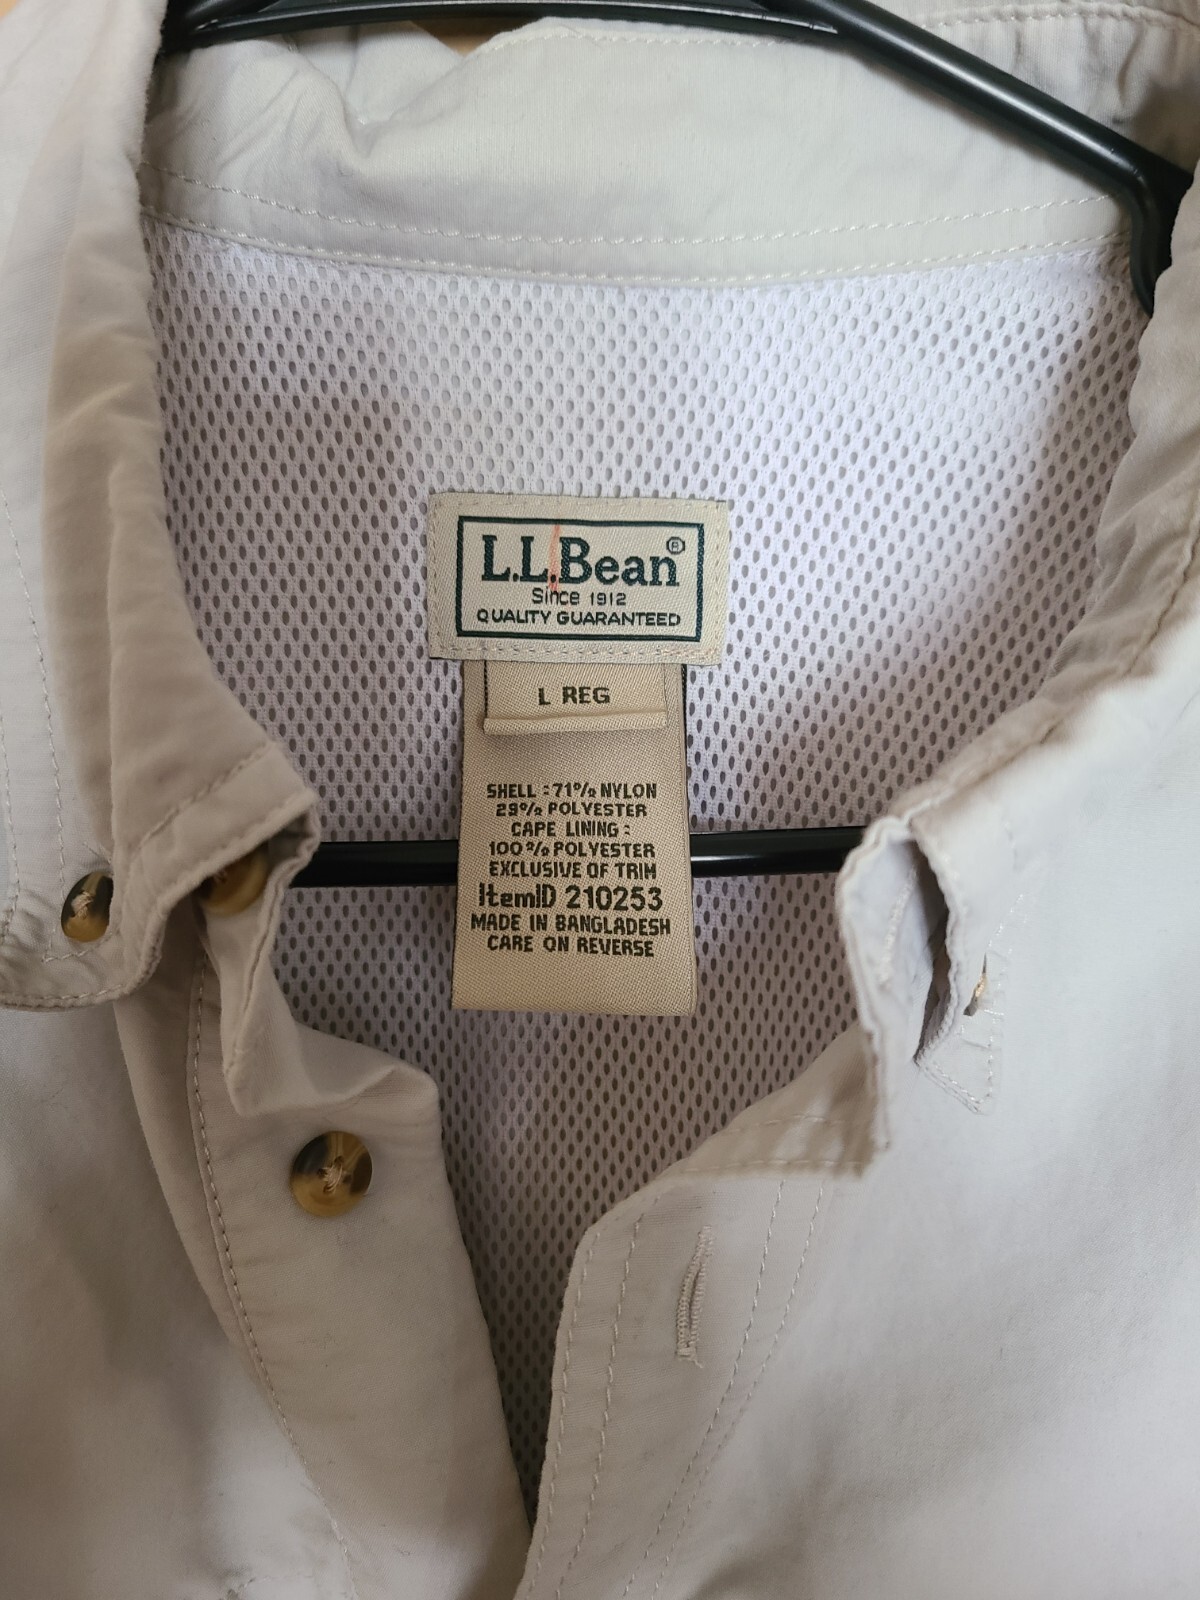 L.L.Bean®
Since 1912
QUALITY GUARANTEED
L REG
SHELL : 71% NYLON
29% POLYESTER
CAPE LINING :
100% POLYESTER
EXCLUSIVE OF TRIM
ItemID 210253
MADE IN BANGLADESH
CARE ON REVERSE